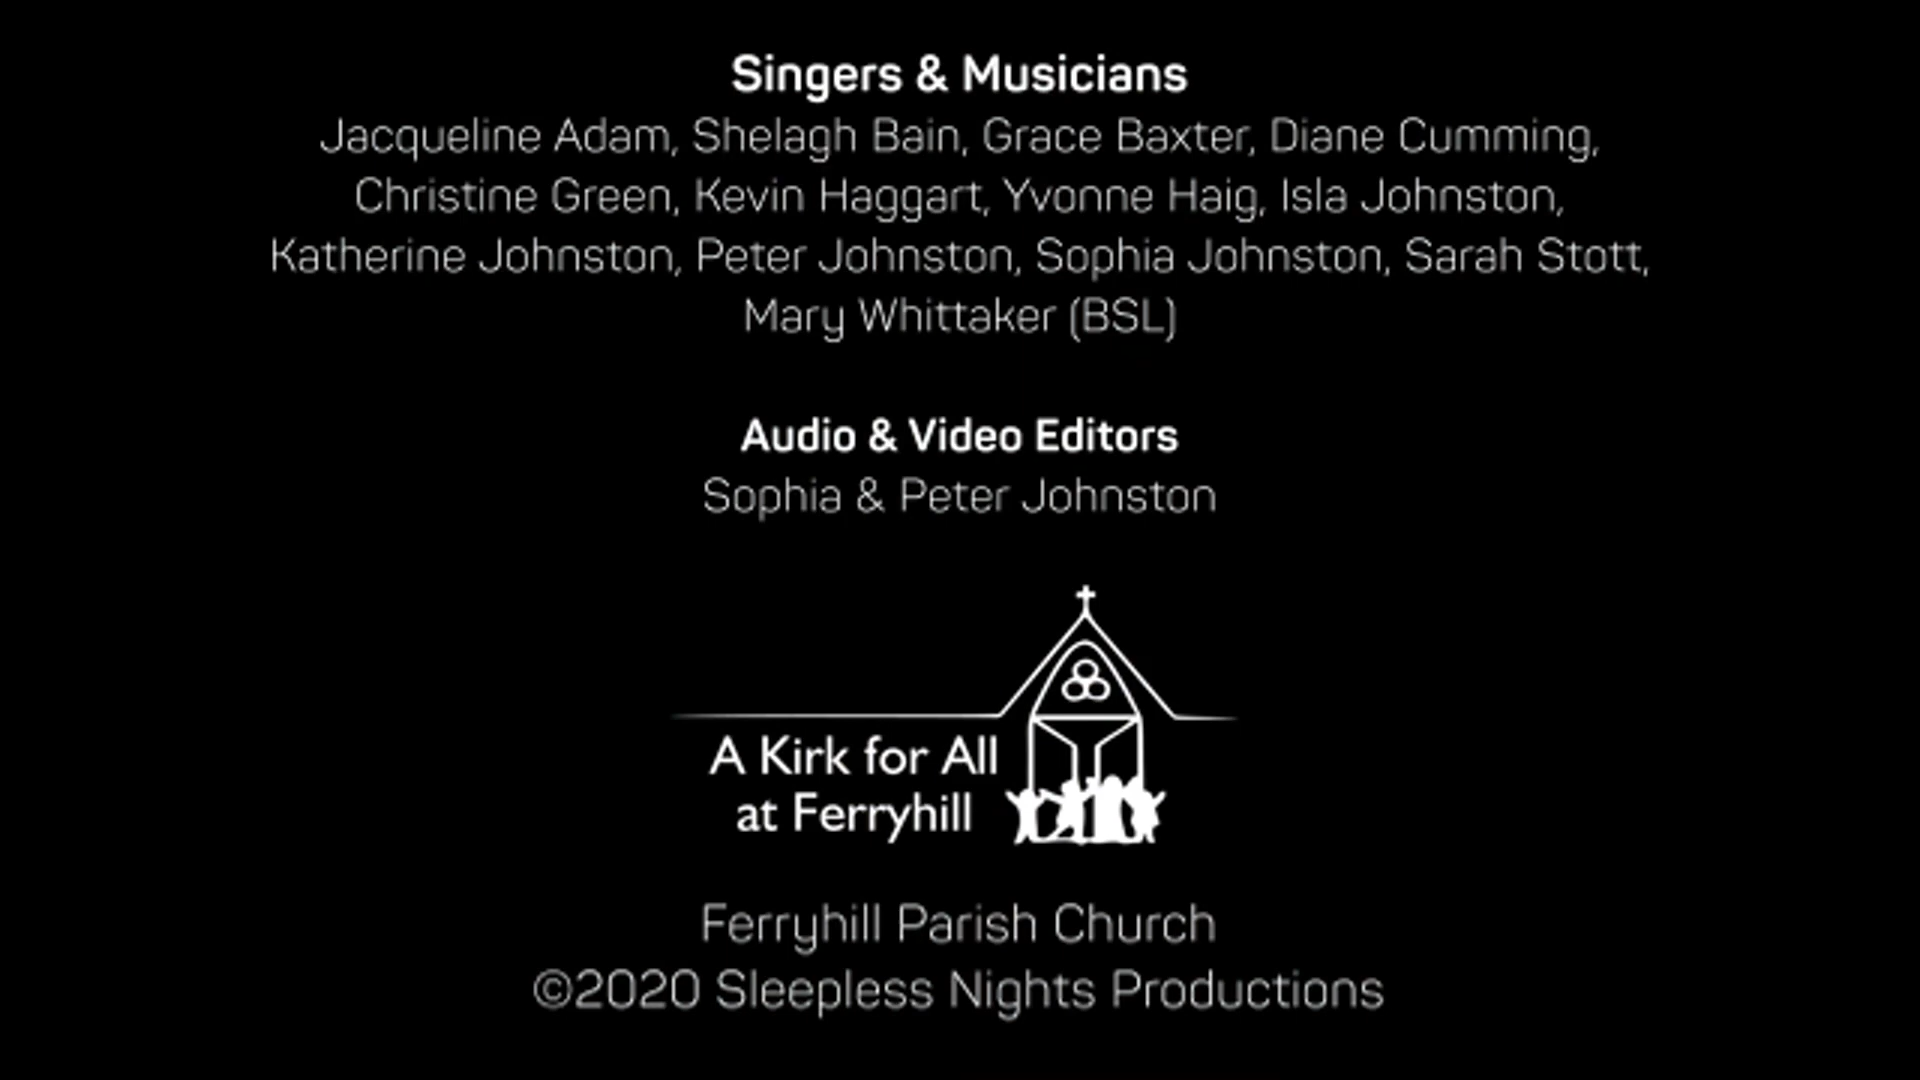 Singers & Musicians
Jacqueline Adam, Shelagh Bain, Grace Baxter, Diane Cumming,
Christine Green, Kevin Haggart, Yvonne Haig, Isla Johnston,
Katherine Johnston, Peter Johnston, Sophia Johnston, Sarah Stott,
Mary Whittaker (BSL)
Audio & Video Editors
Sophia & Peter Johnston
A Kirk for All
at Ferryhill
Ferryhill Parish Church
©2020 Sleepless Nights Productions